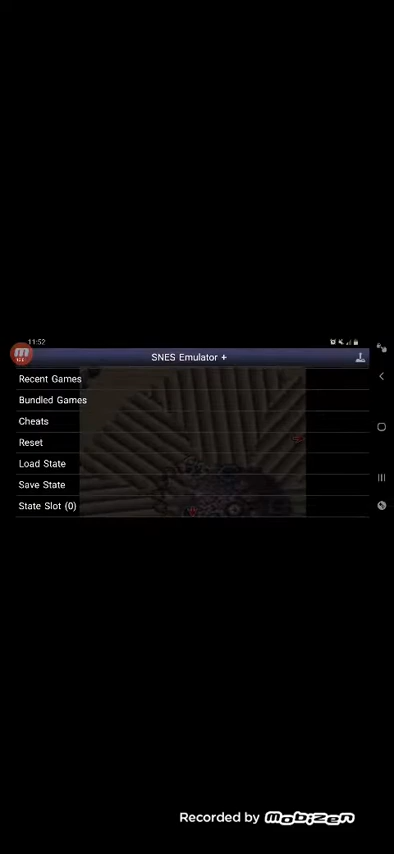 11:52
SNES Emulator +
Recent Games
Bundled Games
Cheats
Reset
Load State
Save State
State Slot (0)
Recorded by mobizen